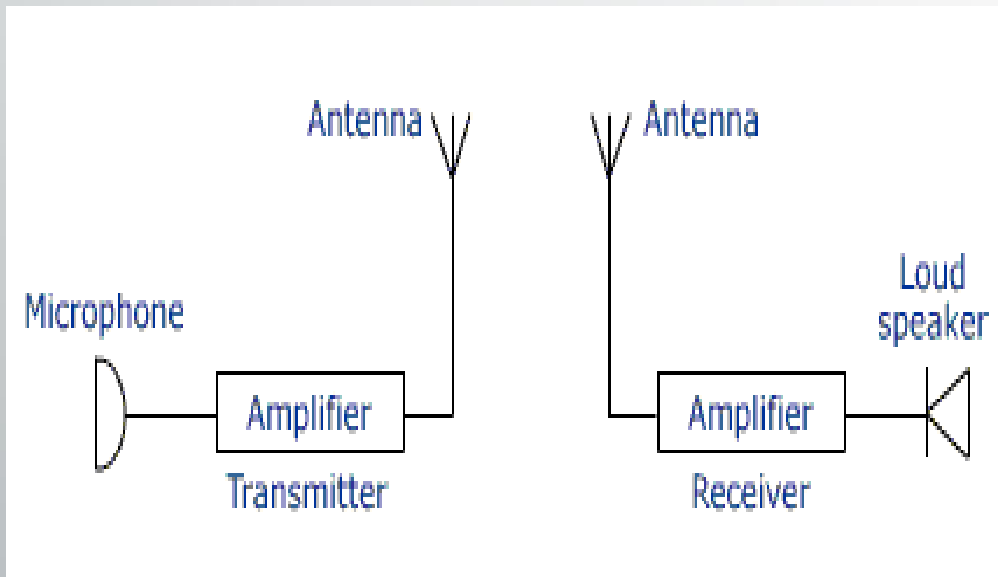 Antenna
Antenna
Microphone
Loud
speaker
Amplifier
Amplifier
Transmitter
Receiver